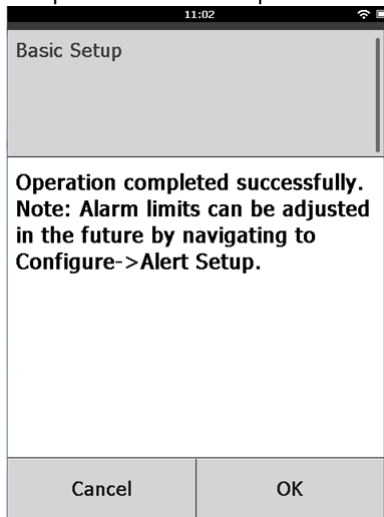 11:02
Basic Setup
Operation completed successfully.
Note: Alarm limits can be adjusted
in the future by navigating to
Configure->Alert Setup.
Cancel
OK